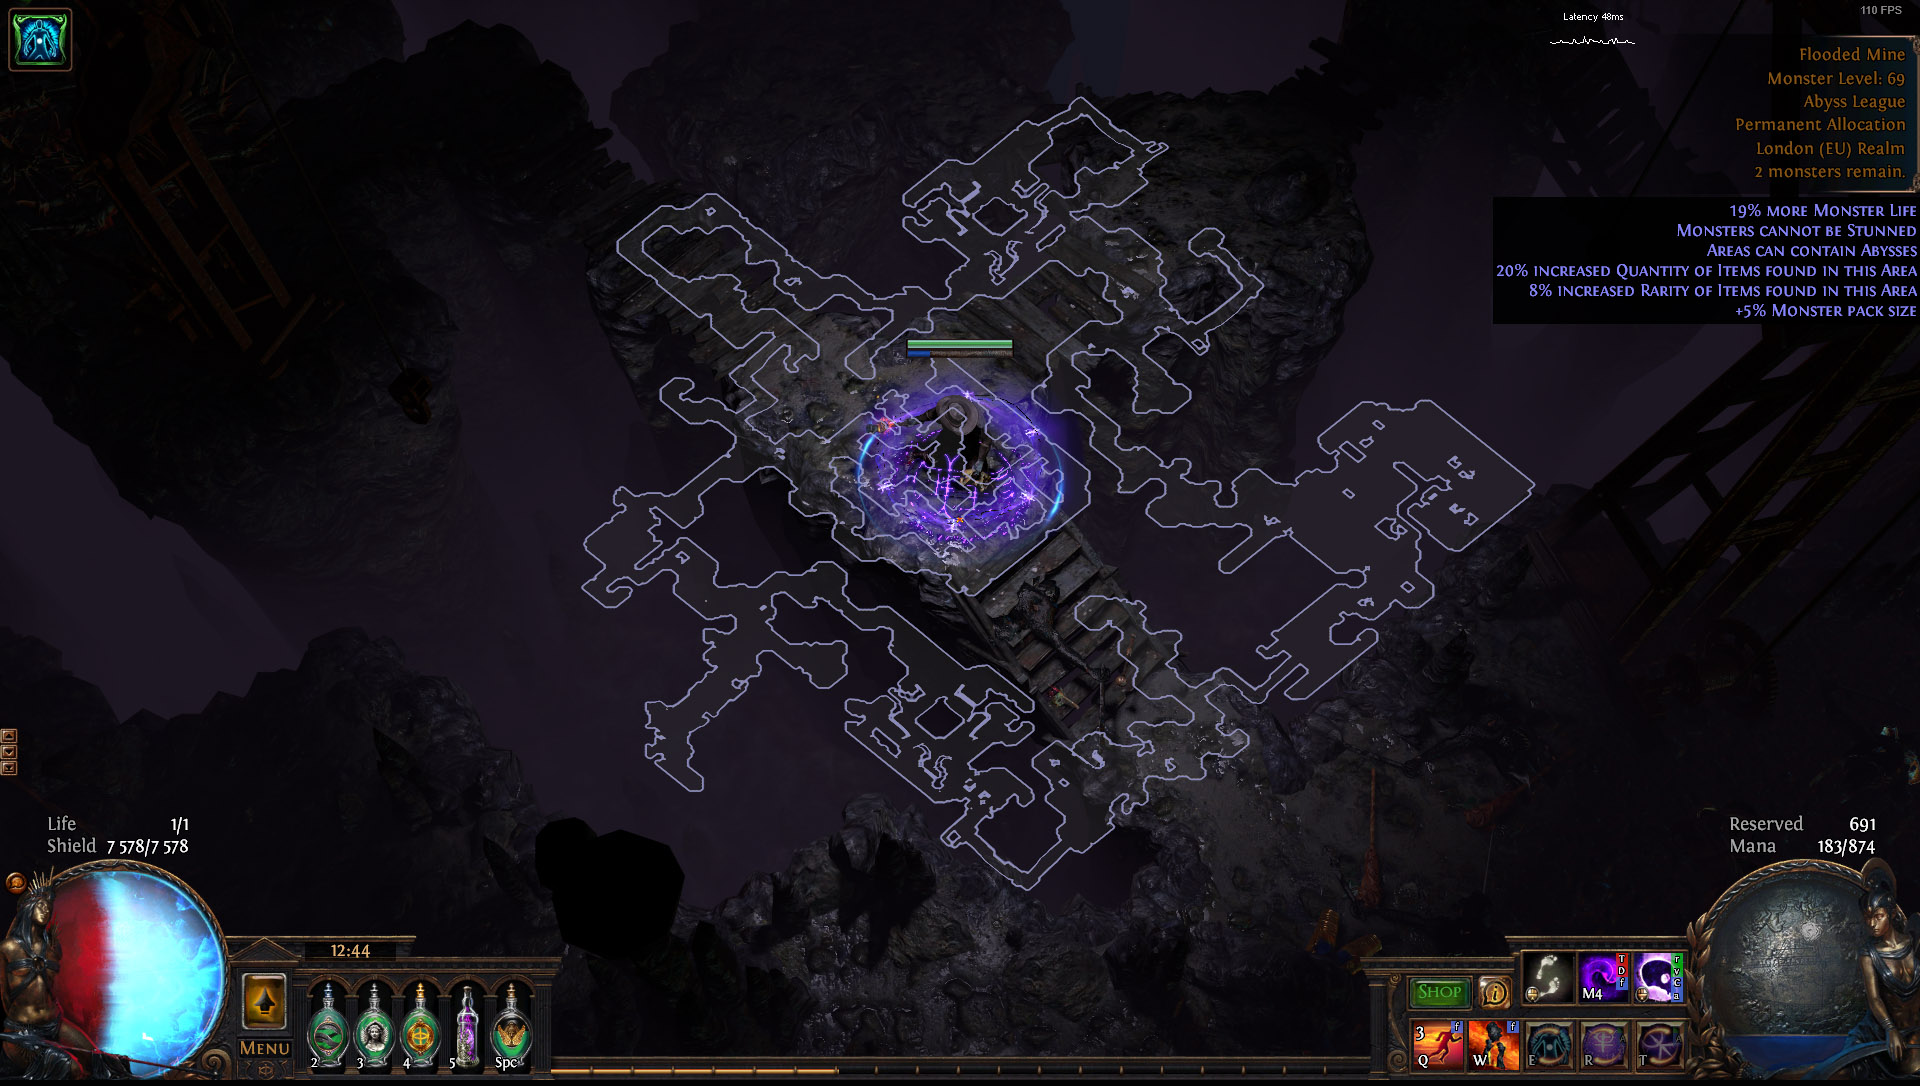 Latency 48ms
110 FPS
Flooded Mine
Monster Level: 69
Abyss League
Permanent Allocation
London (EU) Realm
2 monsters remain.
19% more Monster Life
Monsters cannot be Stunned
Areas can contain Abysses
20% increased Quantity of Items found in this Area
8% increased Rarity of Items found in this Area
+5% Monster pack size
Life 1/1
Shield 7 578/7 578
Reserved 691
Mana 183/874
12:44
Menu
2 3 4 5 Spc
Shop
M4
T
D
f
r
v
C
a
3
Q
f
W
f
E
R
T